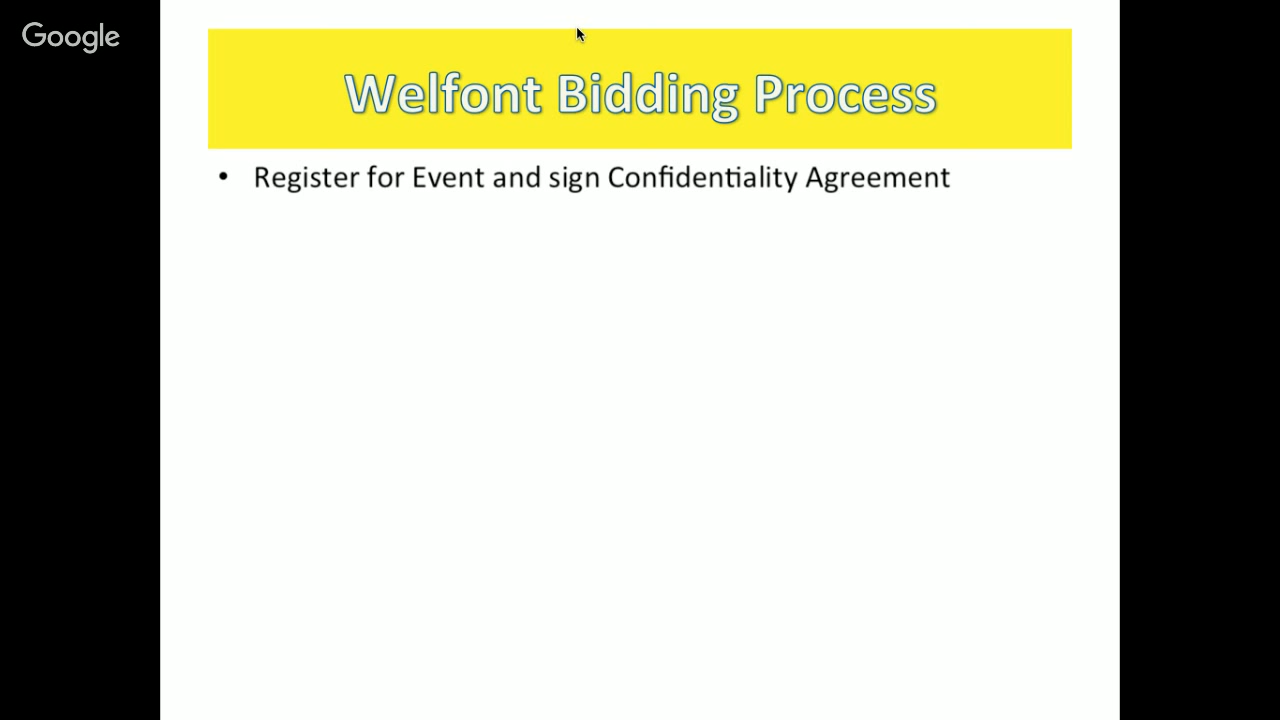 Google
Welfont Bidding Process
• Register for Event and sign Confidentiality Agreement